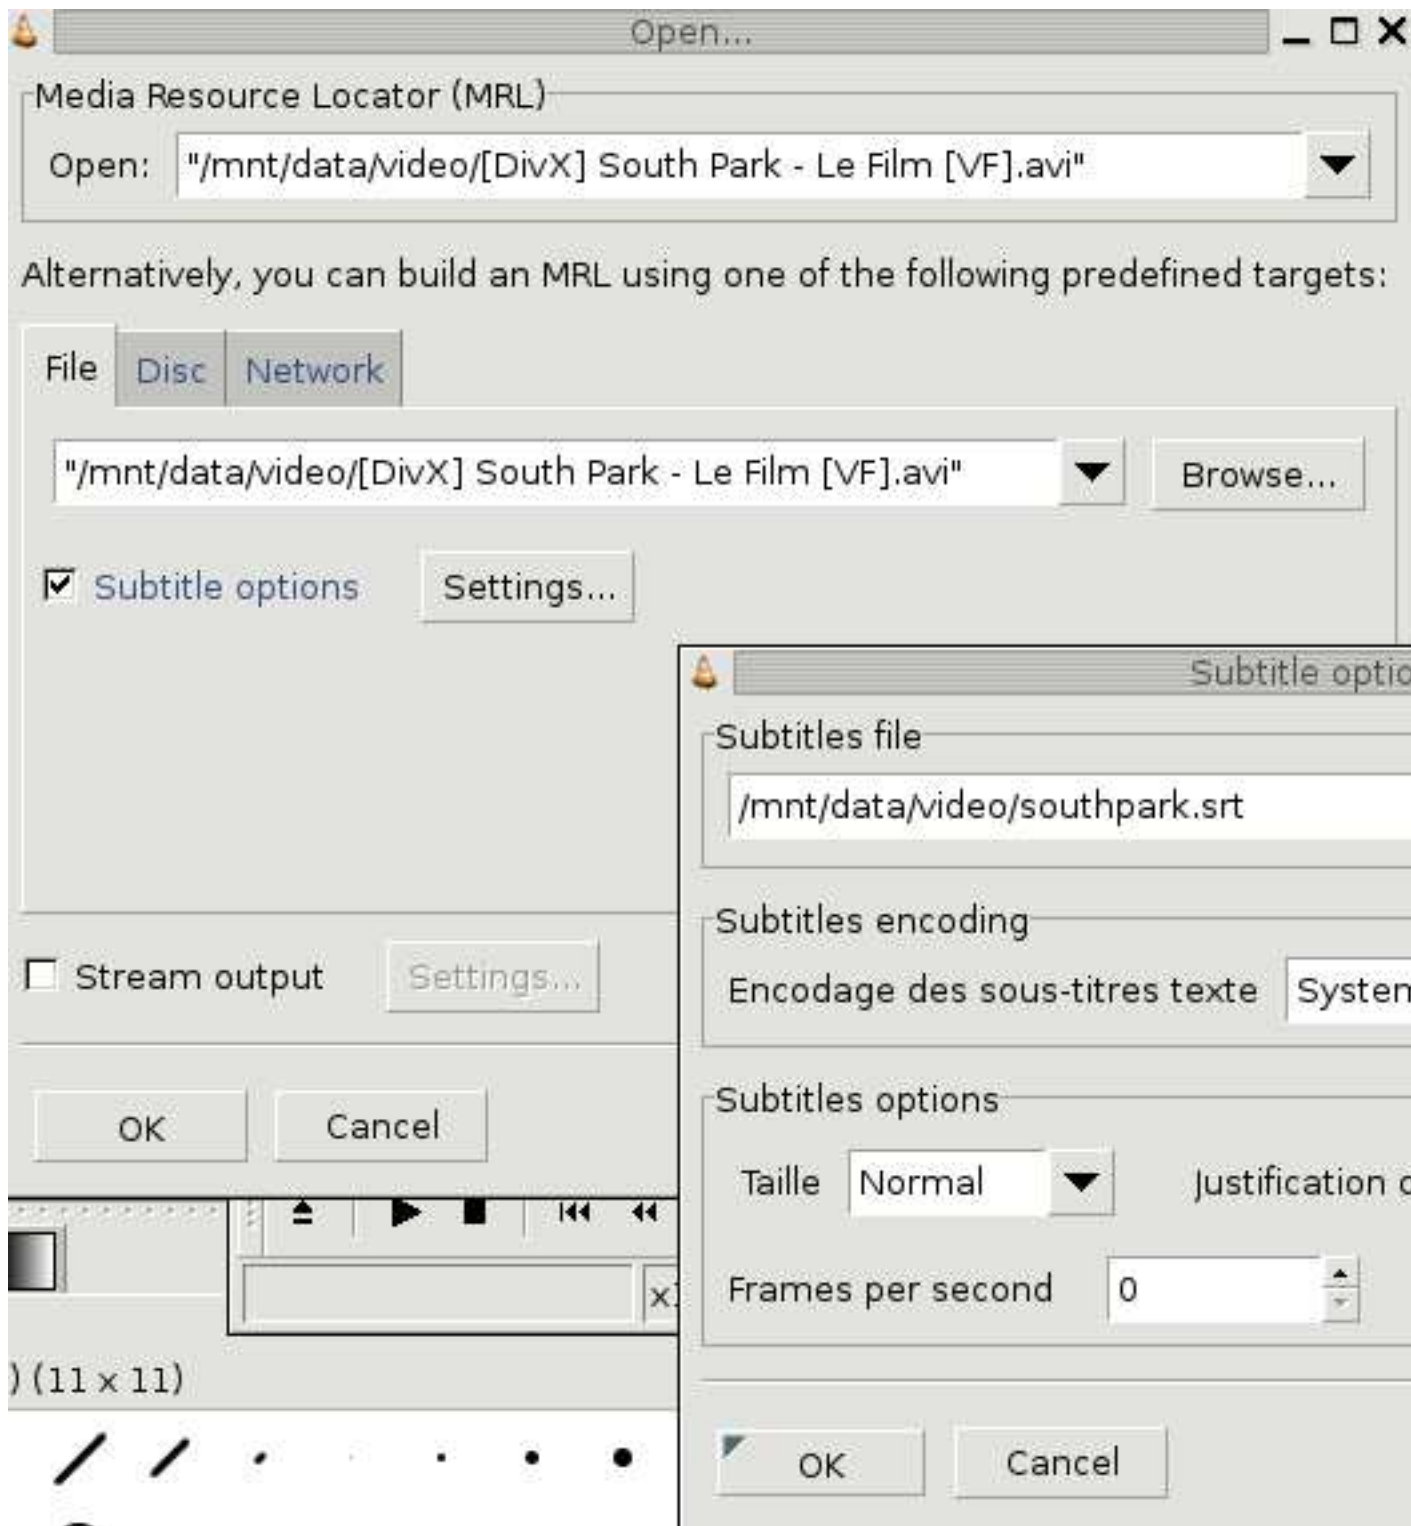 Open...
Media Resource Locator (MRL)
Open: "/mnt/data/video/[DivX] South Park - Le Film [VF].avi"
Alternatively, you can build an MRL using one of the following predefined targets:
File Disc Network
"/mnt/data/video/[DivX] South Park - Le Film [VF].avi" Browse...
Subtitle options Settings...
Stream output Settings...
OK Cancel
) (11 x 11)
Subtitles file
/mnt/data/video/southpark.srt
Subtitles encoding
Encodage des sous-titres texte
Subtitles options
Taille Normal Justification
Frames per second 0
OK Cancel